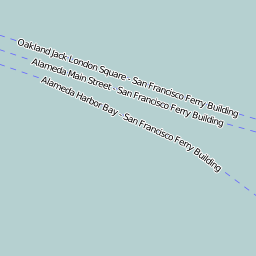 Oakland Jack London Square - San Francisco Ferry Building
Alameda Main Street - San Francisco Ferry Building
Alameda Harbor Bay - San Francisco Ferry Building